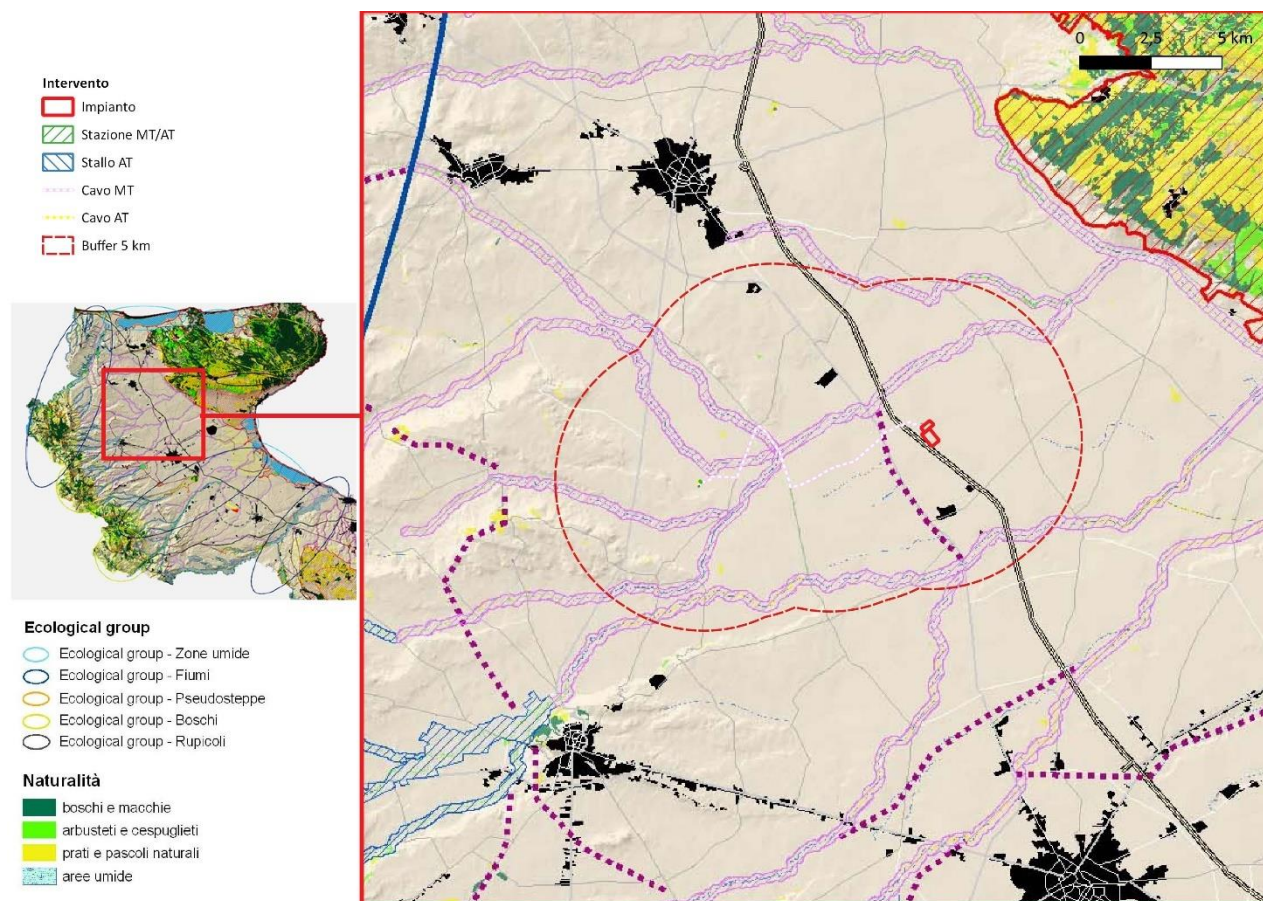 Intervento
Impianto
Stazione MT/AT
Stallo AT
Cavo MT
Cavo AT
Buffer 5 km
Ecological group
Ecological group - Zone umide
Ecological group - Fiumi
Ecological group - Pseudosteppe
Ecological group - Boschi
Ecological group - Rupicoli
Naturalità
boschi e macchie
arbusteti e cespuglieti
prati e pascoli naturali
aree umide
0 2,5 5 km